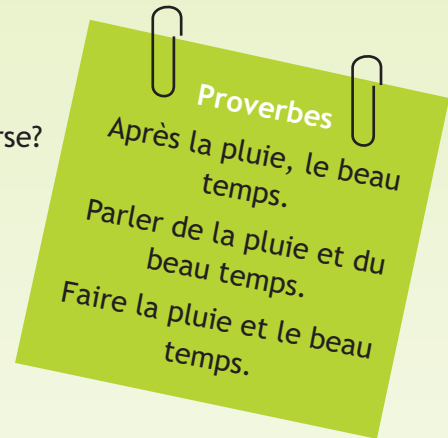 rse?
Proverbes
Après la pluie, le beau
temps.
Parler de la pluie et du
beau temps.
Faire la pluie et le beau
temps.